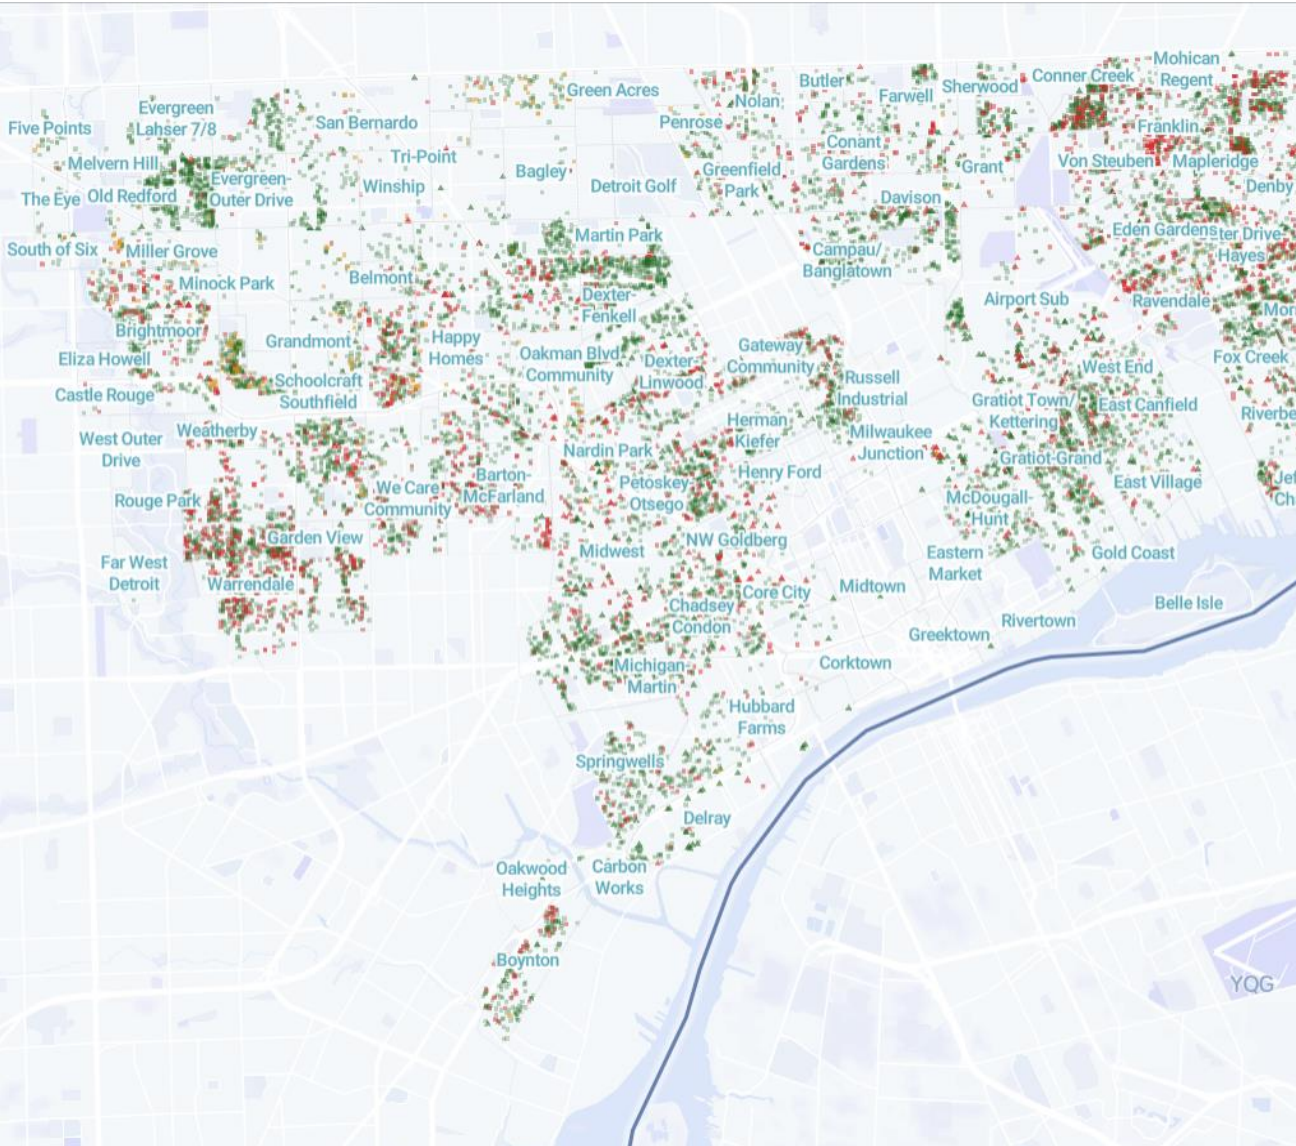 Mohican
Regent
Conner Creek
Butler
Sherwood
Green Acres
Farwell
Nolan
Evergreen
Lahser 7/8
San Bernardo
Penrose
Franklin
Five Points
Conant
Gardens
Tri-Point
Von Steuben
Mapleridge
Melvern Hill
Grant
Bagley
Greenfield
Park
Evergreen-
Outer Drive
Winship
Detroit Golf
Denby
The Eye
Old Redford
Davison
Eden Gardens
ter Drive-
Hayes
Martin Park
South of Six
Miller Grove
Campau/
Banglatown
Belmont
Minock Park
Dexter-
Fenkell
Airport Sub
Ravendale
Mor
Brightmoor
Grandmont
Happy
Homes
Gateway
Community
Oakman Blvd
Community
Dexter-
Linwood
Fox Creek
Eliza Howell
West End
Schoolcraft
Southfield
Russell
Industrial
Castle Rouge
Gratiot Town/
Kettering
East Canfield
Riverbe
Herman
Kiefer
Weatherby
Milwaukee
Junction
West Outer
Drive
Nardin Park
Gratiot-Grand
Henry Ford
Barton-
McFarland
Petoskey-
Otsego
East Village
Jef
Ch
We Care
Community
Rouge Park
McDougall-
Hunt
Garden View
NW Goldberg
Midwest
Eastern
Market
Gold Coast
Far West
Detroit
Warrendale
Midtown
Core City
Chadsey
Condon
Belle Isle
Rivertown
Greektown
Corktown
Michigan-
Martin
Hubbard
Farms
Springwells
Delray
Oakwood
Heights
Carbon
Works
Boynton
YQG